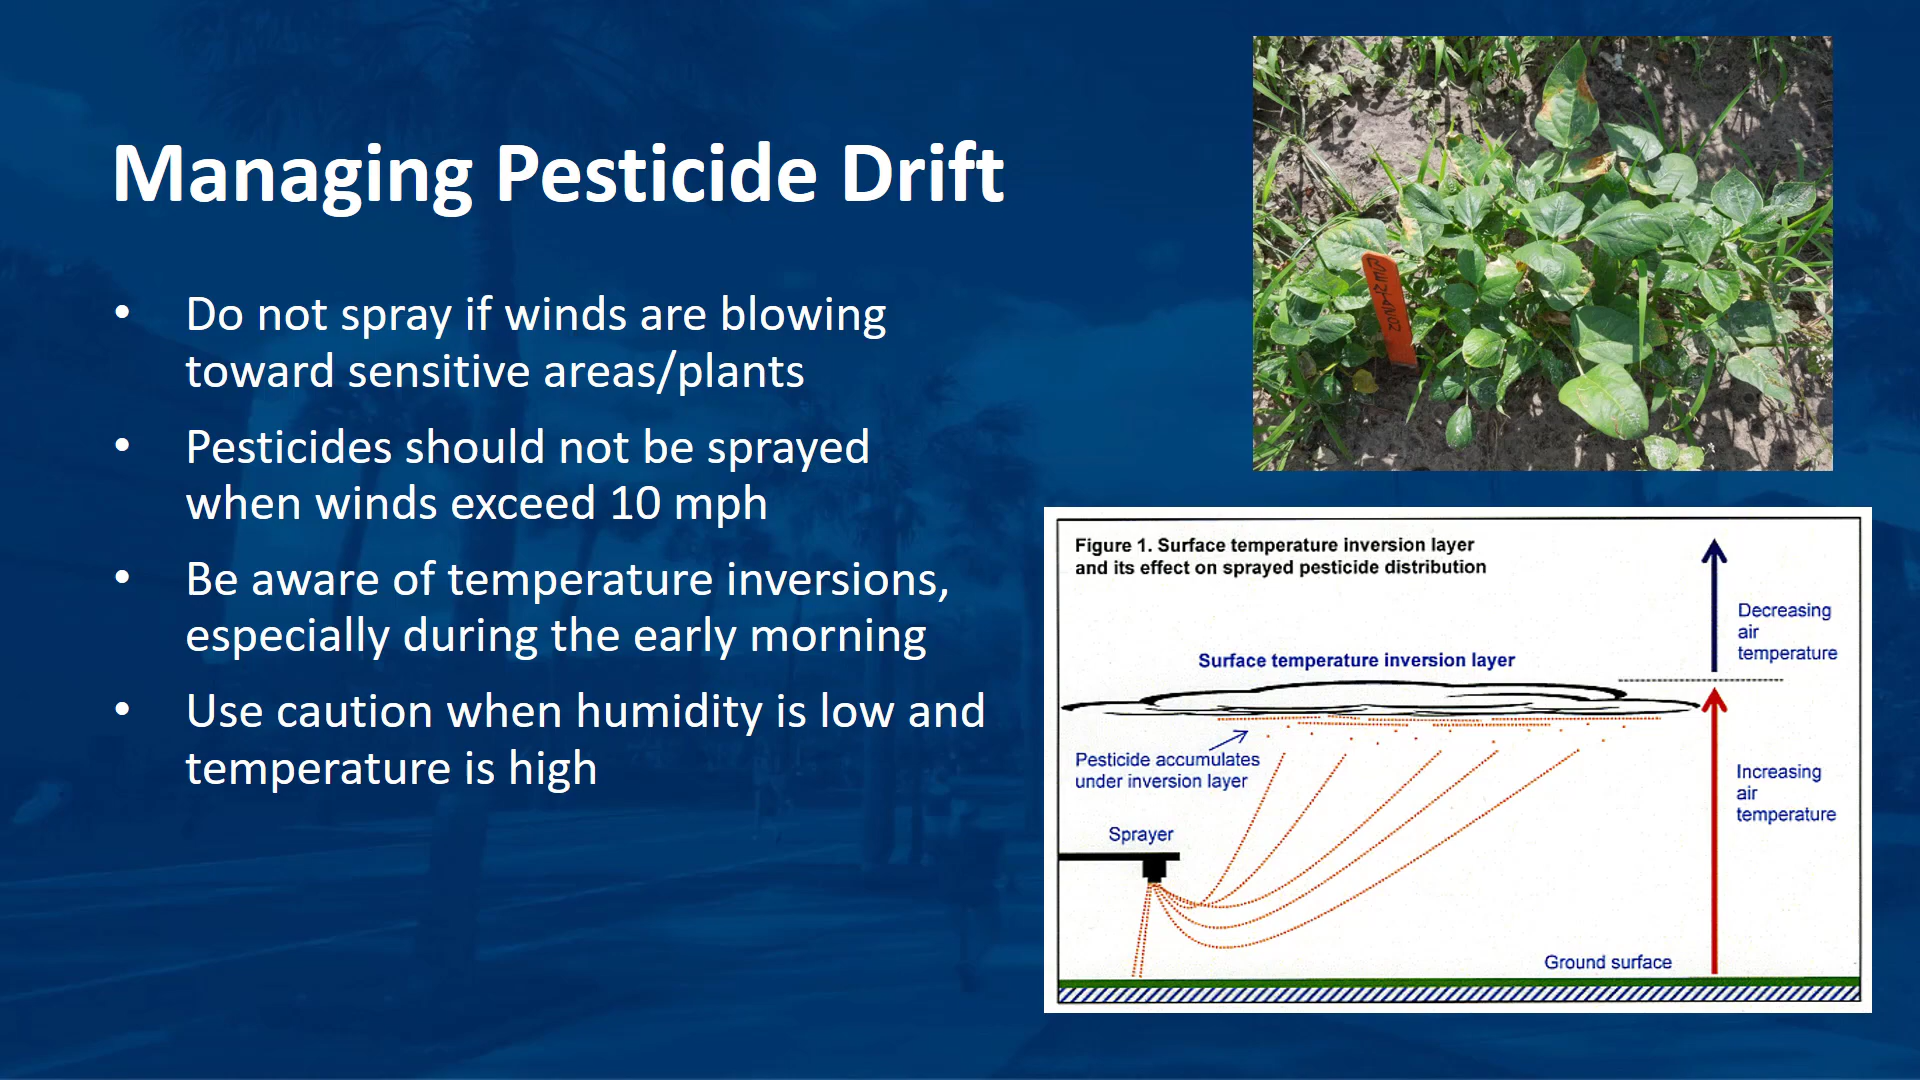 Managing Pesticide Drift
• Do not spray if winds are blowing
toward sensitive areas/plants
• Pesticides should not be sprayed
when winds exceed 10 mph
• Be aware of temperature inversions,
especially during the early morning
• Use caution when humidity is low and
temperature is high
Figure 1. Surface temperature inversion layer
and its effect on sprayed pesticide distribution
Decreasing
air
temperature
Surface temperature inversion layer
Pesticide accumulates
under inversion layer
Increasing
air
temperature
Sprayer
Ground surface